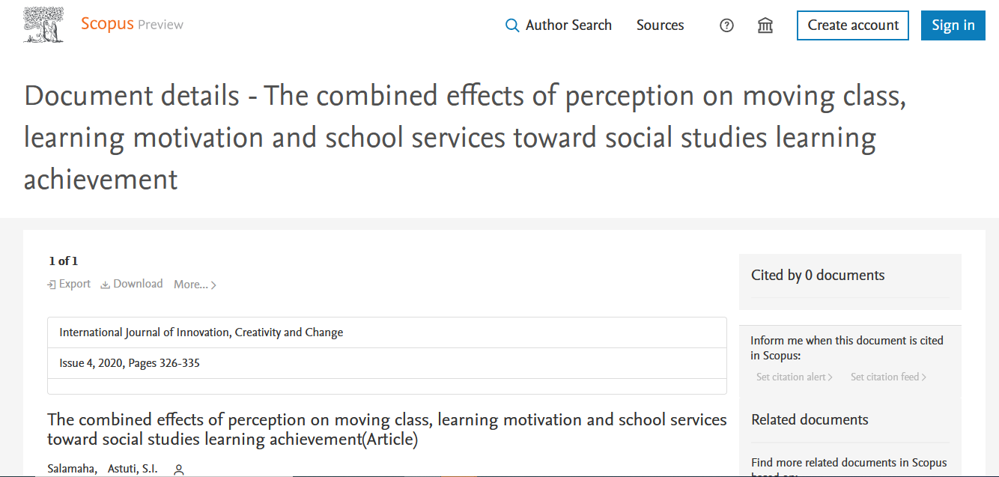 Scopus Preview
Author Search
Sources
Create account
Sign in
Document details - The combined effects of perception on moving class,
learning motivation and school services toward social studies learning
achievement
1 of 1
Export Download More...
International Journal of Innovation, Creativity and Change
Issue 4, 2020, Pages 326-335
The combined effects of perception on moving class, learning motivation and school services
toward social studies learning achievement(Article)
Salamaha, Astuti, S.I.
Cited by 0 documents
Inform me when this document is cited
in Scopus:
Set citation alert Set citation feed
Related documents
Find more related documents in Scopus
based on: